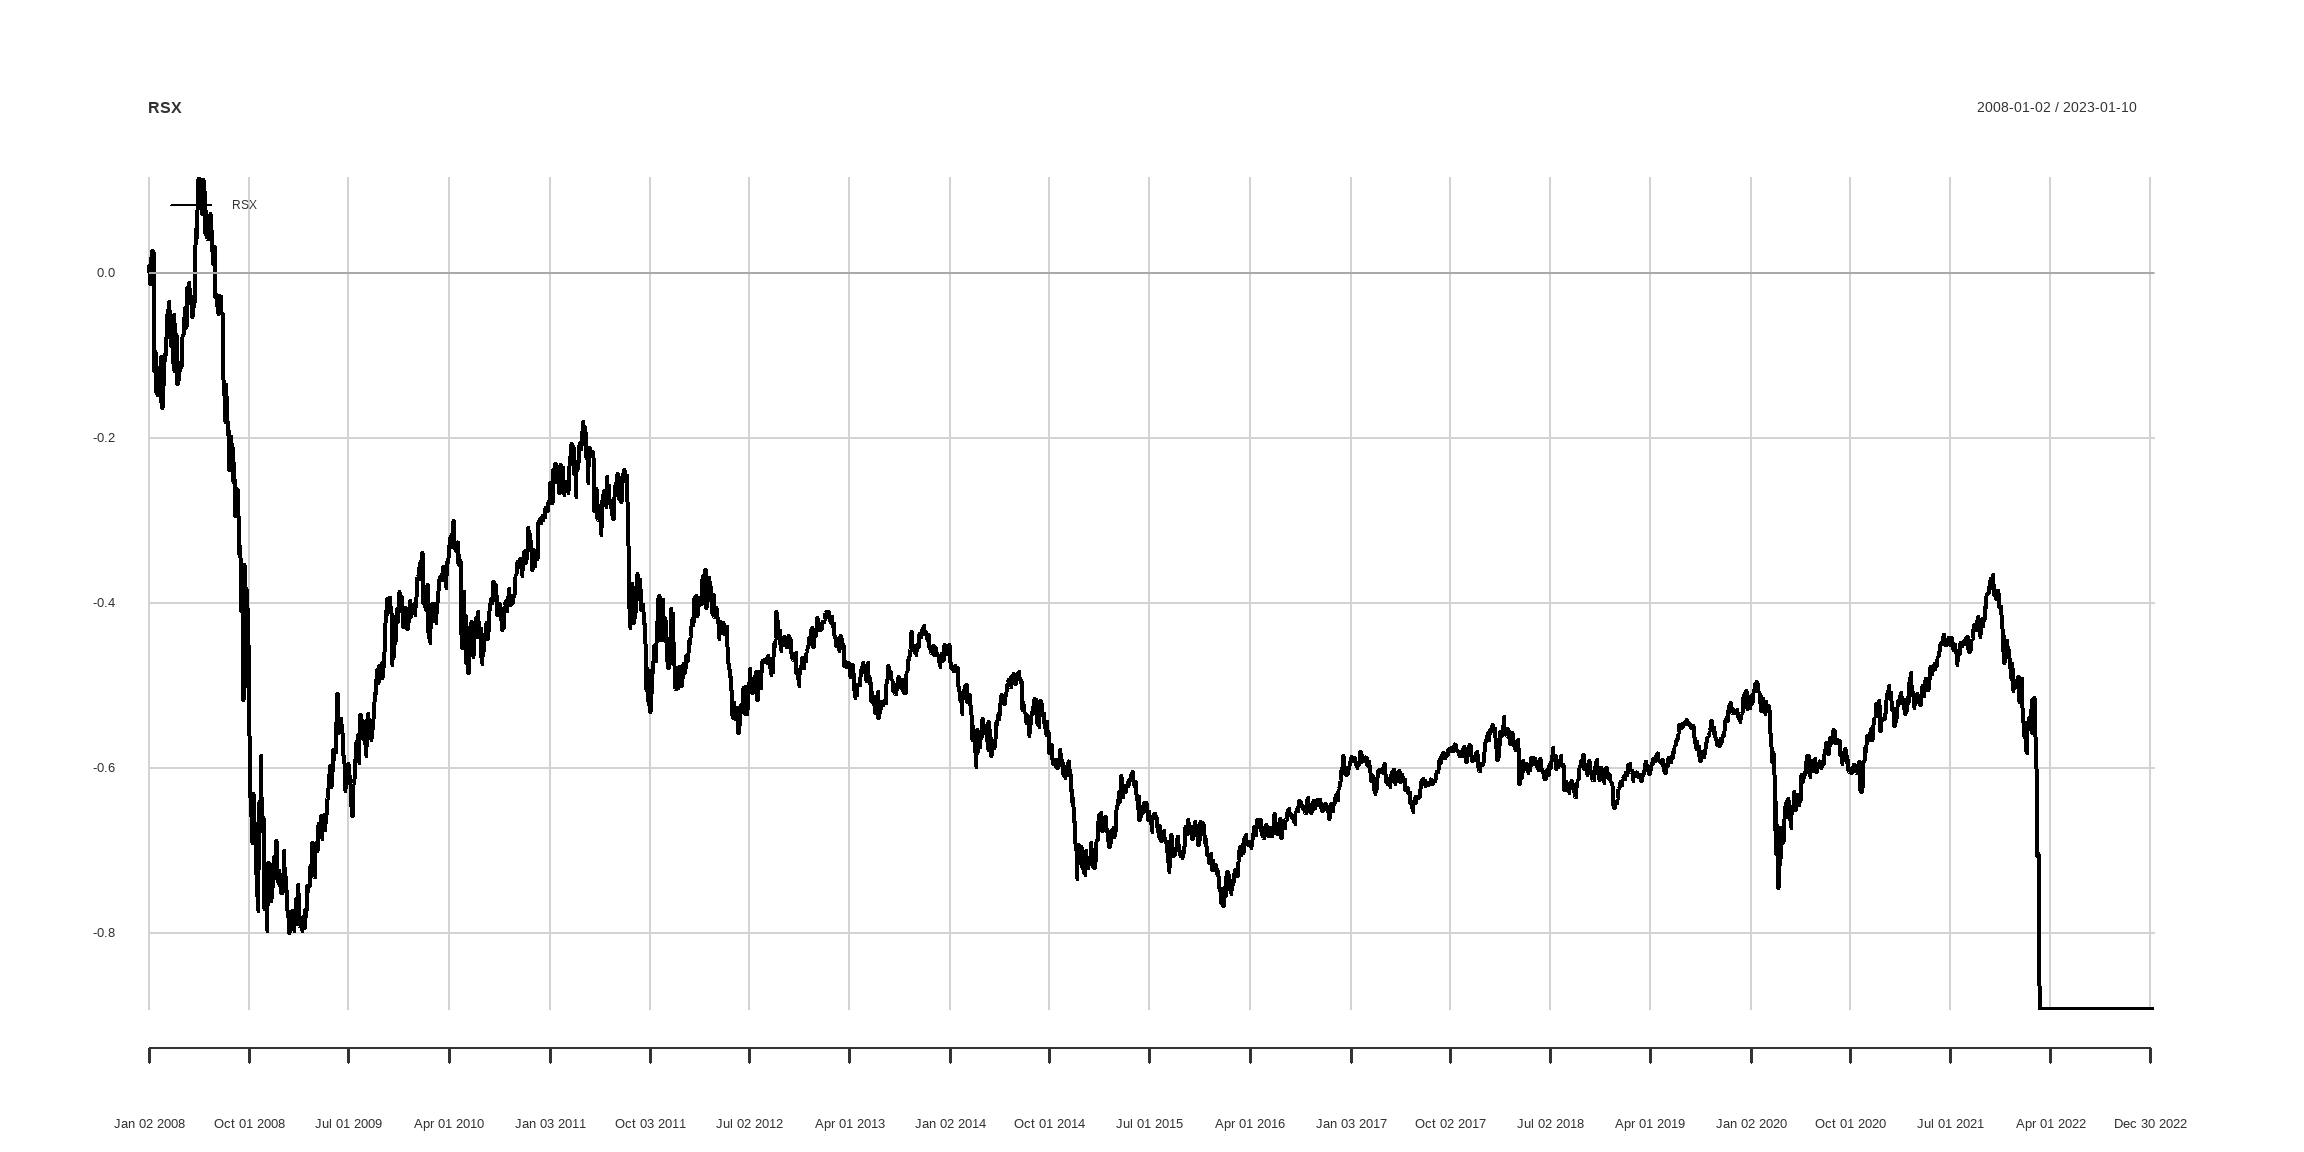 RSX
2008-01-02 / 2023-01-10
RSX
0.0
-0.2
-0.4
-0.6
-0.8
Jan 02 2008
Oct 01 2008
Jul 01 2009
Apr 01 2010
Jan 03 2011
Oct 03 2011
Jul 02 2012
Apr 01 2013
Jan 02 2014
Oct 01 2014
Jul 01 2015
Apr 01 2016
Jan 03 2017
Oct 02 2017
Jul 02 2018
Apr 01 2019
Jan 02 2020
Oct 01 2020
Jul 01 2021
Apr 01 2022
Dec 30 2022